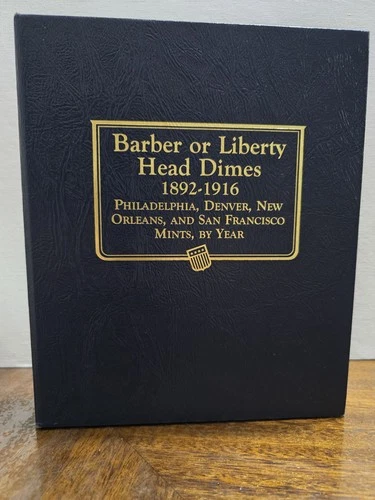 Barber or Liberty
Head Dimes
1892-1916
Philadelphia, Denver, New
Orleans, and San Francisco
Mints, by Year